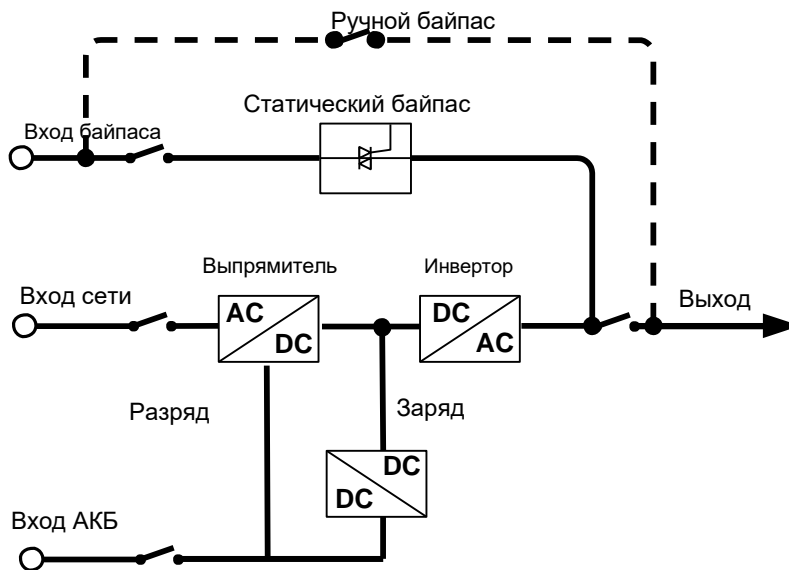 Ручной байпас
Статический байпас
Вход байпаса
Выпрямитель
Инвертор
Вход сети
Выход
AC
DC
DC
AC
Разряд
Заряд
DC
DC
Вход АКБ